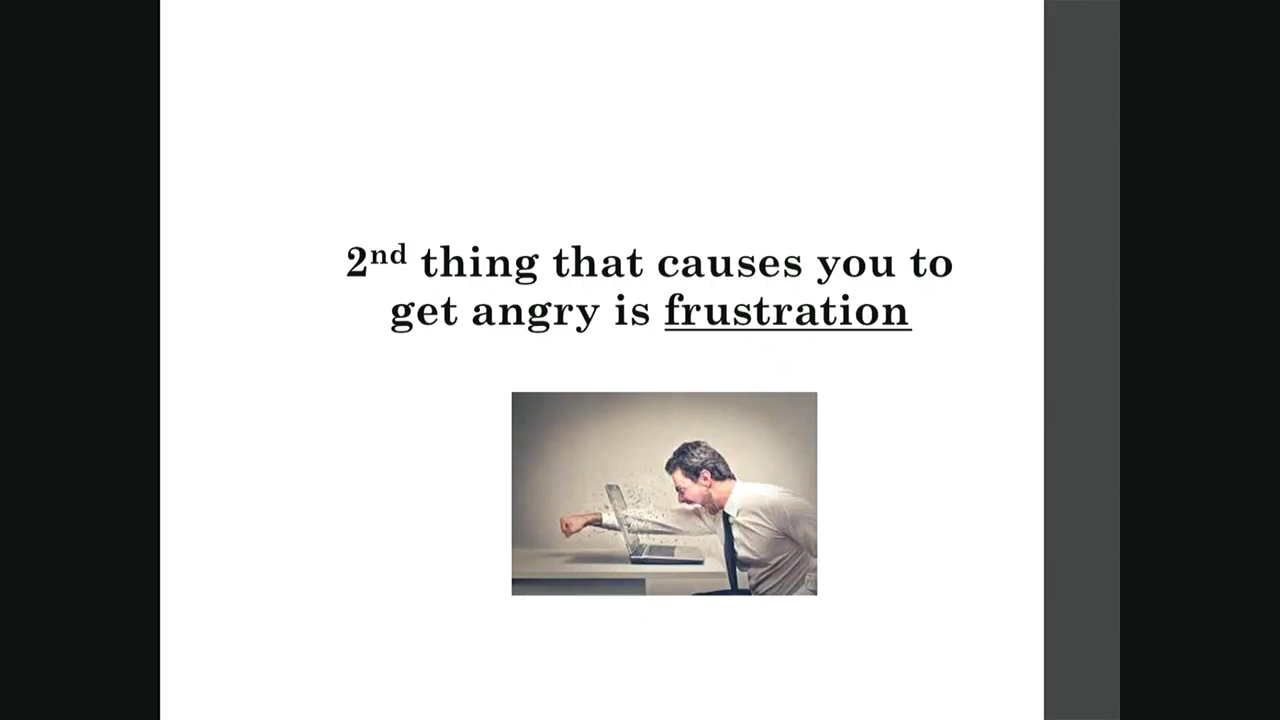 2nd thing that causes you to
get angry is frustration